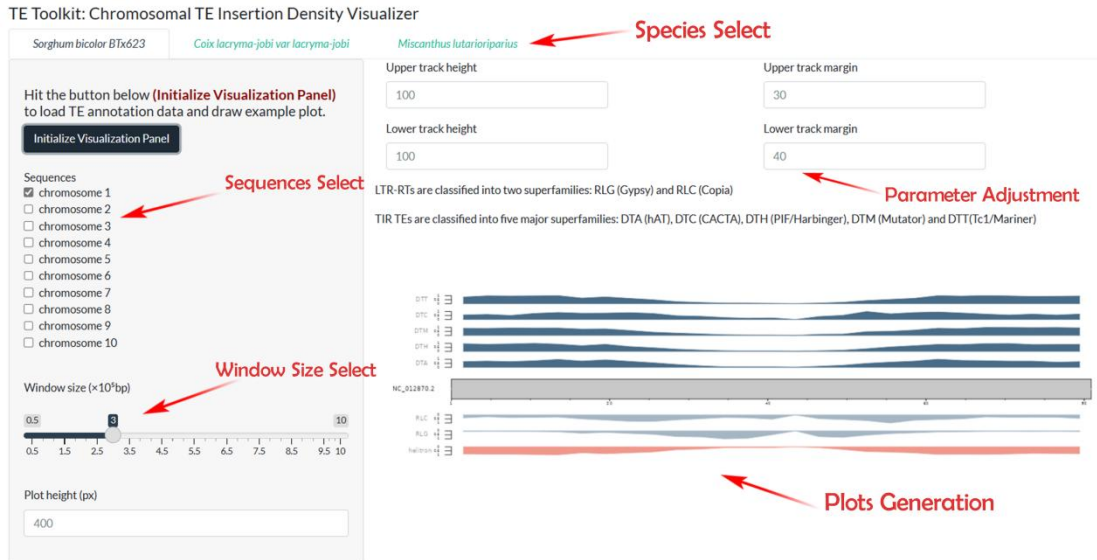 TE Toolkit: Chromosomal TE Insertion Density Visualizer
Sorghum bicolor BTx623
Coix lacryma-jobi var lacryma-jobi
Miscanthus lutarioriparius
Species Select
Hit the button below (Initialize Visualization Panel)
to load TE annotation data and draw example plot.
Initialize Visualization Panel
Sequences
chromosome 1
chromosome 2
chromosome 3
chromosome 4
chromosome 5
chromosome 6
chromosome 7
chromosome 8
chromosome 9
chromosome 10
Sequences Select
Window size (×10⁶bp)
Window Size Select
0.5
3
10
0.5 1.5 2.5 3.5 4.5 5.5 6.5 7.5 8.5 9.5 10
Plot height (px)
400
Upper track height
100
Upper track margin
30
Lower track height
100
Lower track margin
40
Parameter Adjustment
LTR-RTs are classified into two superfamilies: RLG (Gypsy) and RLC (Copia)
TIR TEs are classified into five major superfamilies: DTA (hAT), DTC (CACTA), DTH (PIF/Harbinger), DTM (Mutator) and DTT(Tc1/Mariner)
DTT
DTC
DTM
DTH
DTA
NC_012870.2
RLC
RLG
helitron
Plots Generation